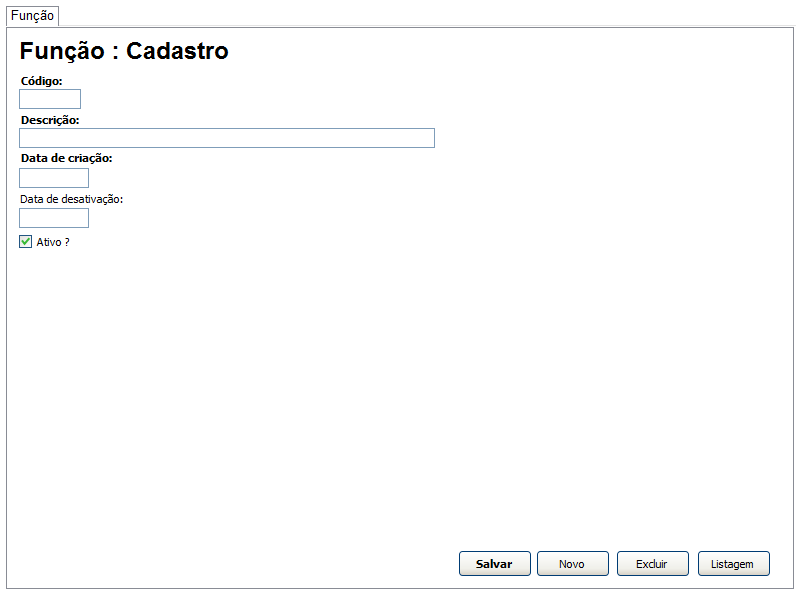 Função
Função : Cadastro
Código:
Descrição:
Data de criação:
Data de desativação:
Ativo ?
Salvar Novo Excluir Listagem